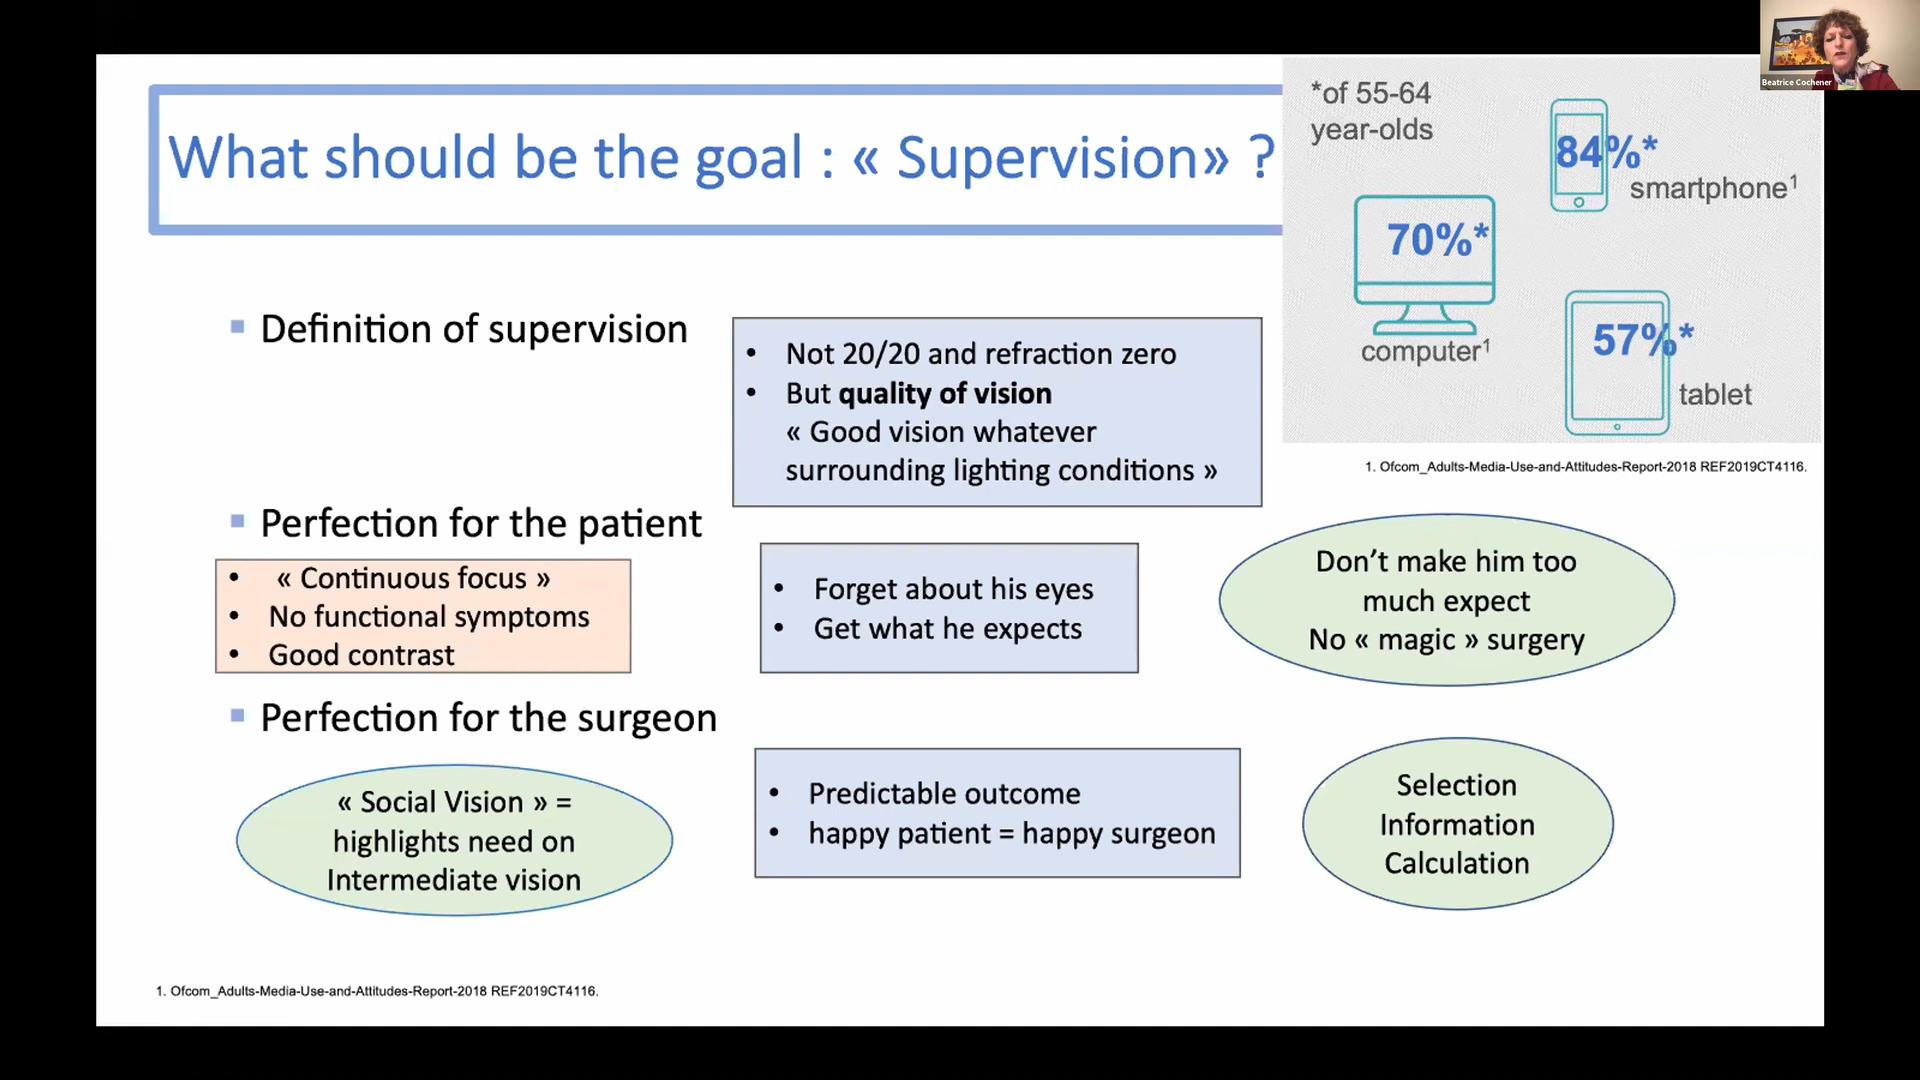 Beatrice Cochener
What should be the goal : « Supervision» ?
*of 55-64
year-olds
84%*
smartphone¹
70%*
computer¹
57%*
tablet
1. Ofcom_Adults-Media-Use-and-Attitudes-Report-2018 REF2019CT4116.
▪ Definition of supervision
• Not 20/20 and refraction zero
• But quality of vision
« Good vision whatever
surrounding lighting conditions »
▪ Perfection for the patient
• « Continuous focus »
• No functional symptoms
• Good contrast
• Forget about his eyes
• Get what he expects
Don’t make him too
much expect
No « magic » surgery
▪ Perfection for the surgeon
« Social Vision » =
highlights need on
Intermediate vision
• Predictable outcome
• happy patient = happy surgeon
Selection
Information
Calculation
1. Ofcom_Adults-Media-Use-and-Attitudes-Report-2018 REF2019CT4116.